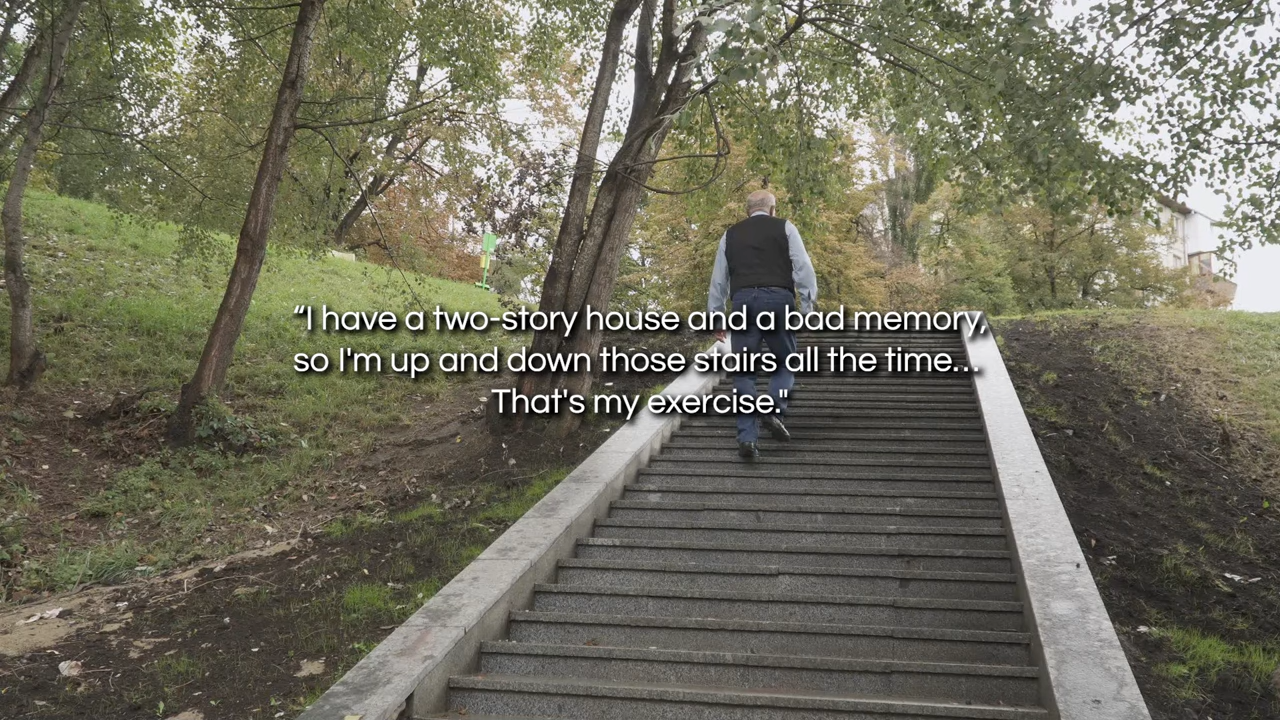 “I have a two-story house and a bad memory,
so I'm up and down those stairs all the time…
That's my exercise."